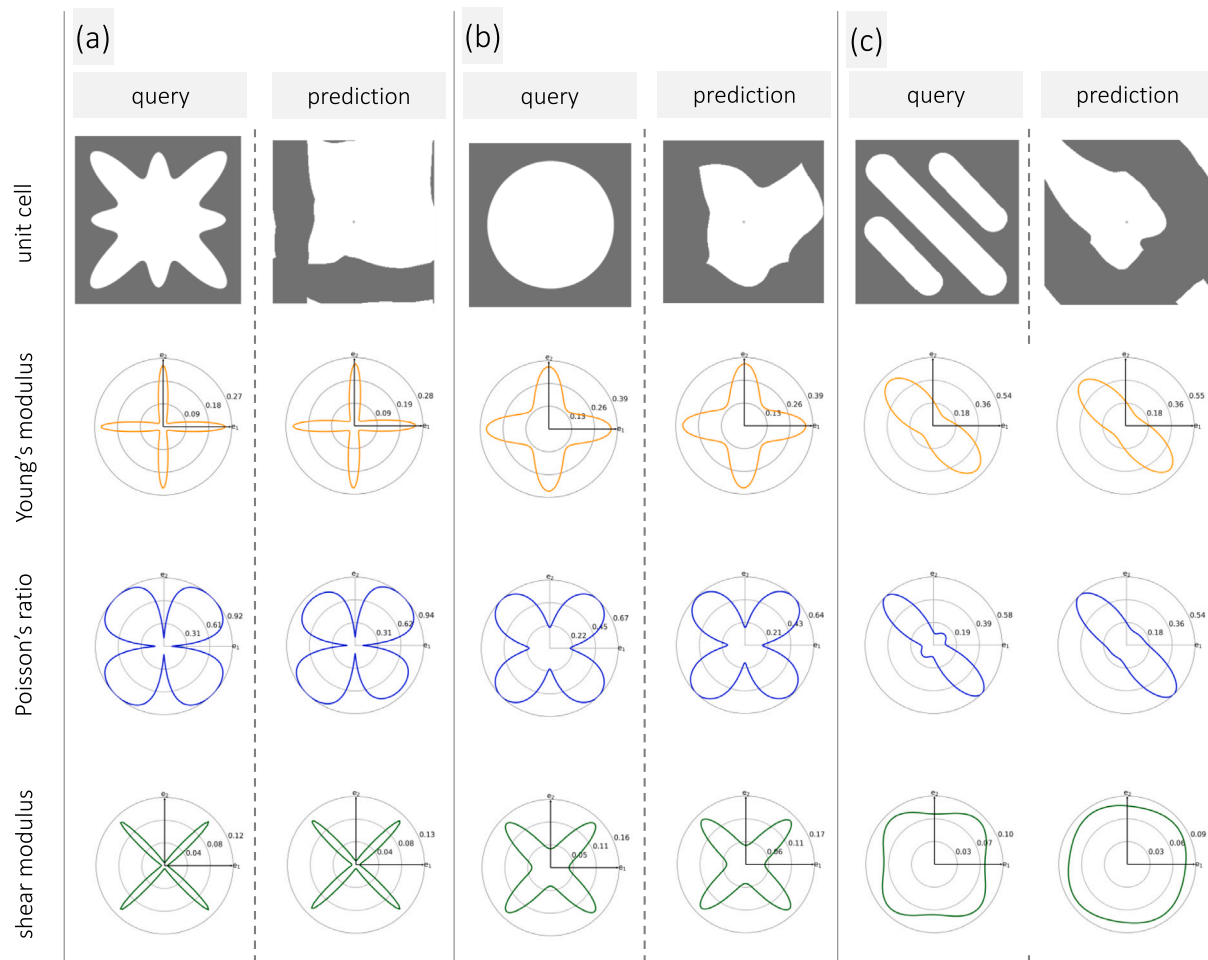 (a) (b) (c)
query prediction query prediction query prediction
unit cell
Young's modulus
e₂ e₂ e₂ e₂ e₂ e₂
0.27 0.28 0.39 0.39 0.54 0.55
0.18 0.19 0.26 0.26 0.36 0.36
0.09 0.09 0.13 0.13 0.18 0.18
e₁ e₁ e₁ e₁ e₁ e₁
Poisson's ratio
e₂ e₂ e₂ e₂ e₂ e₂
0.92 0.94 0.67 0.64 0.58 0.54
0.61 0.62 0.45 0.43 0.39 0.36
0.31 0.31 0.22 0.21 0.19 0.18
e₁ e₁ e₁ e₁ e₁ e₁
shear modulus
e₂ e₂ e₂ e₂ e₂ e₂
0.12 0.13 0.16 0.17 0.10 0.09
0.08 0.08 0.11 0.11 0.07 0.06
0.04 0.04 0.05 0.06 0.03 0.03
e₁ e₁ e₁ e₁ e₁ e₁